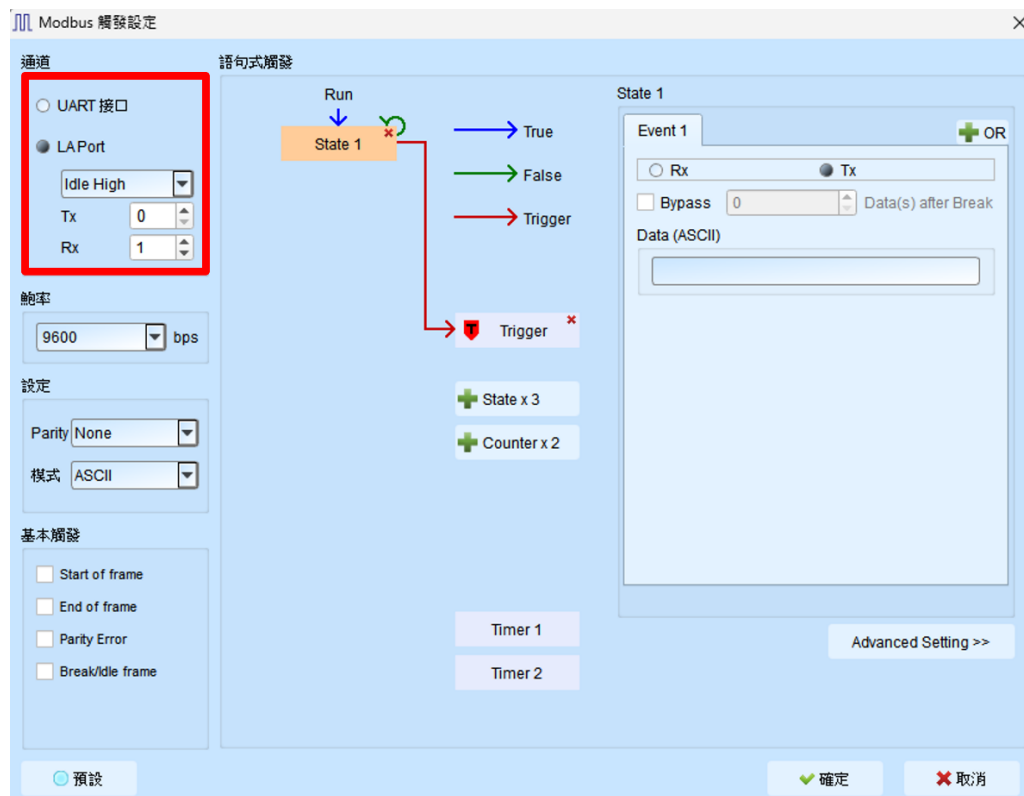 Modbus 觸發設定
通道
UART 接口
LA Port
Idle High
Tx 0
Rx 1
鮑率
9600 bps
設定
Parity None
模式 ASCII
基本觸發
Start of frame
End of frame
Parity Error
Break/Idle frame
預設
語句式觸發
Run
State 1
True
False
Trigger
Trigger
State x 3
Counter x 2
Timer 1
Timer 2
State 1
Event 1
OR
Rx Tx
Bypass 0 Data(s) after Break
Data (ASCII)
Advanced Setting >>
確定
取消